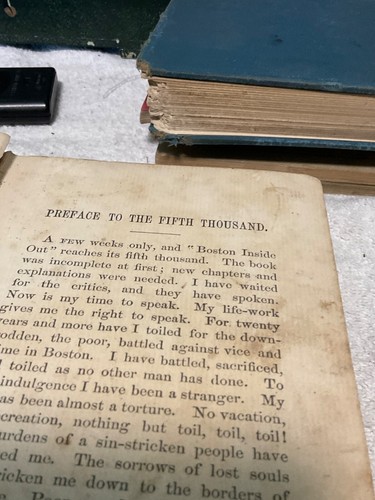 PREFACE TO THE FIFTH THOUSAND.
A FEW weeks only, and "Boston Inside
Out" reaches its fifth thousand. The book
was incomplete at first; new chapters and
explanations were needed. I have waited
for the critics, and they have spoken.
Now is my time to speak. My life-work
gives me the right to speak. For twenty
years and more have I toiled for the down-
odden, the poor, battled against vice and
ime in Boston. I have battled, sacrificed,
toiled as no other man has done. To
indulgence I have been a stranger. My
as been almost a torture. No vacation,
creation, nothing but toil, toil, toil!
urdens of a sin-stricken people have
ed me. The sorrows of lost souls
ricken me down to the borders of